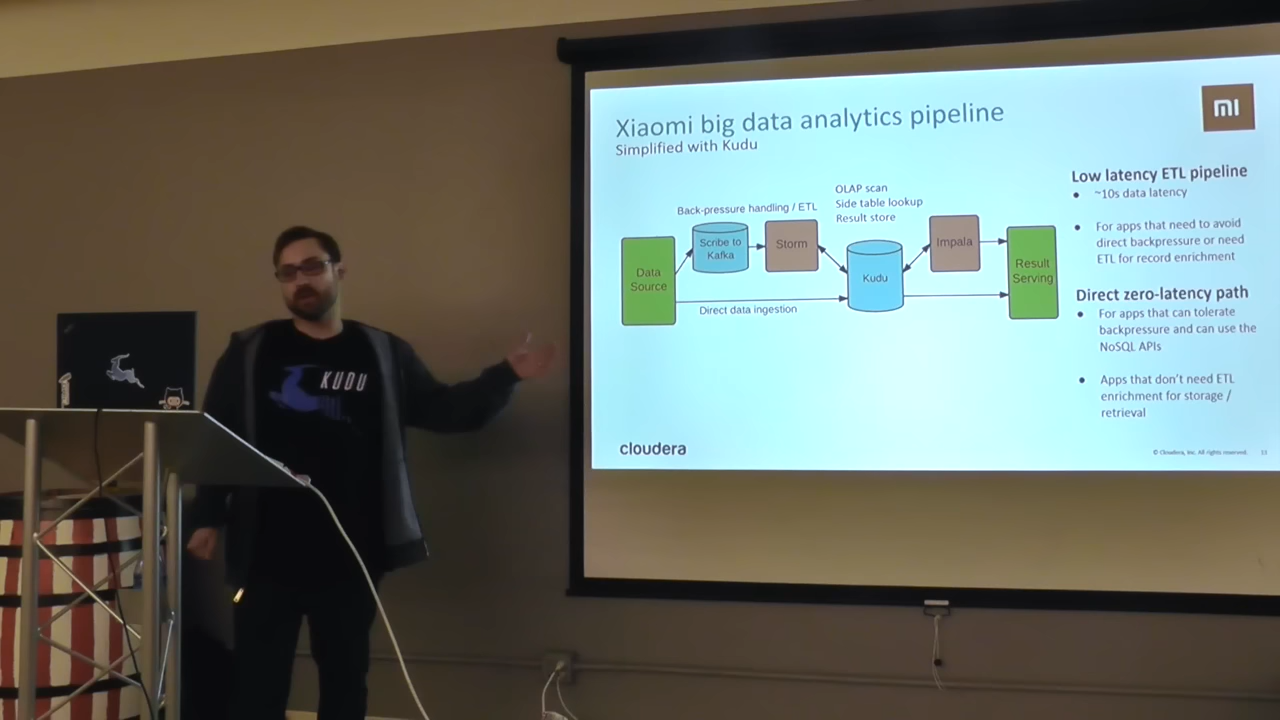 Xiaomi big data analytics pipeline
Simplified with Kudu
MI
Back-pressure handling / ETL
OLAP scan
Side table lookup
Result store
Data
Source
Scribe to
Kafka
Storm
Kudu
Impala
Result
Serving
Direct data ingestion
Low latency ETL pipeline
• ~10s data latency
• For apps that need to avoid
direct backpressure or need
ETL for record enrichment
Direct zero-latency path
• For apps that can tolerate
backpressure and can use the
NoSQL APIs
• Apps that don't need ETL
enrichment for storage /
retrieval
cloudera
© Cloudera, Inc. All rights reserved.
13
KUDU